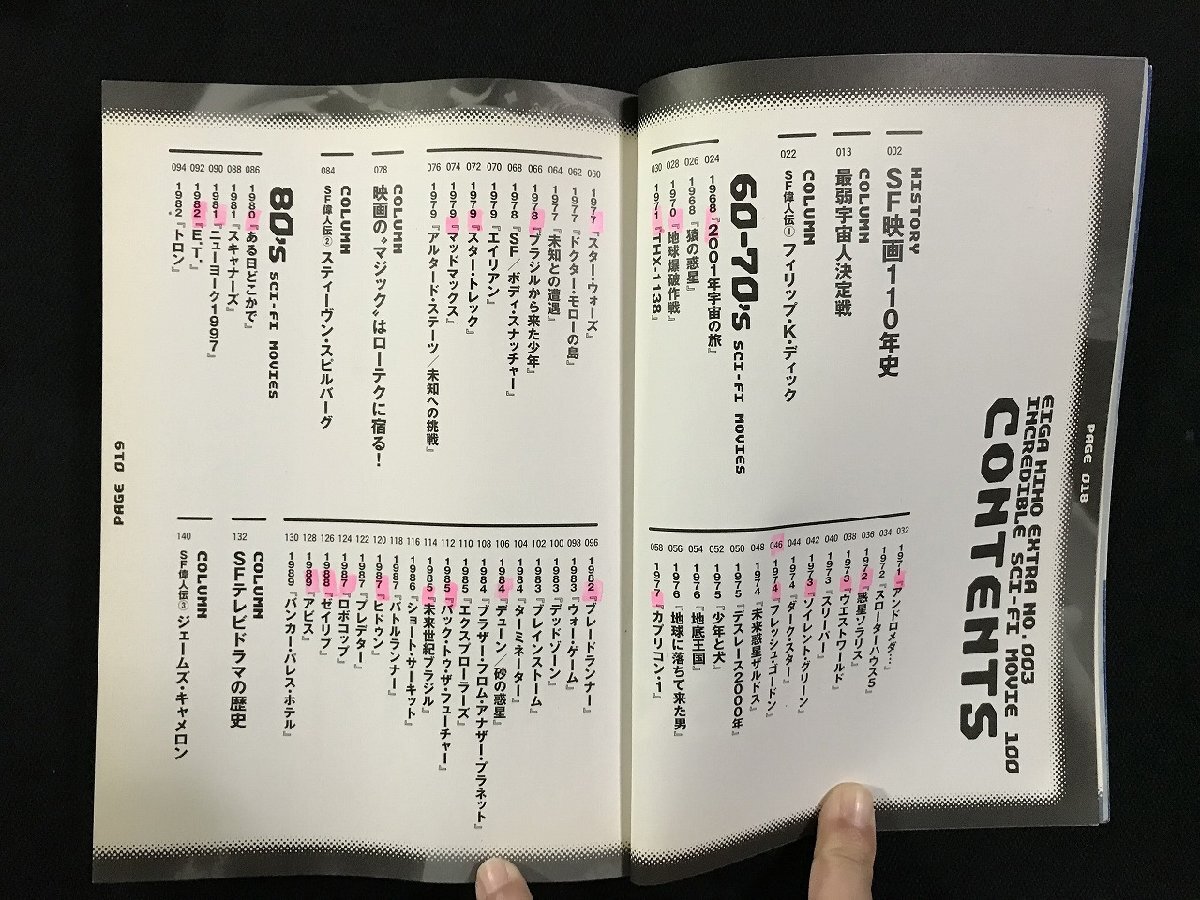 PAGE 018
EIGA HIHO EXTRA NO.003
INCREDIBLE SCI-FI MOVIE 100
CONTENTS
HISTORY
002 SF映画110年史
COLUMN
013 最弱宇宙人決定戦
COLUMN
022 SF偉人伝① フィリップ・K・ディック
60-70'S SCI-FI MOVIES
024 1968『2001年宇宙の旅』
026 1968『猿の惑星』
028 1970『地球爆破作戦』
030 1971『THX-1138』
032 1971『アンドロメダ…』
034 1972『スローターハウス5』
036 1972『惑星ソラリス』
038 1973『ウエストワールド』
040 1973『スリーパー』
042 1973『ソイレント・グリーン』
044 1974『ダーク・スター』
046 1974『フレッシュ・ゴードン』
048 1974『未来惑星ザルドス』
050 1975『デスレース2000年』
052 1975『少年と犬』
054 1976『地底王国』
056 1976『地球に落ちて来た男』
058 1977『カプリコン・1』
060 1977『スター・ウォーズ』
062 1977『ドクター・モローの島』
064 1977『未知との遭遇』
066 1978『ブラジルから来た少年』
068 1978『SF/ボディ・スナッチャー』
070 1979『エイリアン』
072 1979『スター・トレック』
074 1979『マッドマックス』
076 1979『アルタード・ステーツ/未知への挑戦』
COLUMN
078 映画の〝マジック〟はローテクに宿る!
COLUMN
084 SF偉人伝② スティーヴン・スピルバーグ
80'S SCI-FI MOVIES
086 1980『ある日どこかで』
088 1981『スキャナーズ』
090 1981『ニューヨーク1997』
092 1982『E.T.』
094 1982『トロン』
096 1982『ブレードランナー』
098 1983『ウォー・ゲーム』
100 1983『デッドゾーン』
102 1983『ブレインストーム』
104 1984『ターミネーター』
106 1984『デューン/砂の惑星』
108 1984『ブラザー・フロム・アナザー・プラネット』
110 1985『エクスプローラーズ』
112 1985『バック・トゥ・ザ・フューチャー』
114 1985『未来世紀ブラジル』
116 1986『ショート・サーキット』
118 1987『バトルランナー』
120 1987『ヒドゥン』
122 1987『プレデター』
124 1987『ロボコップ』
126 1988『ゼイリブ』
128 1989『アビス』
130 1989『バンカー・パレス・ホテル』
COLUMN
132 SFテレビドラマの歴史
COLUMN
140 SF偉人伝③ ジェームズ・キャメロン
PAGE 019